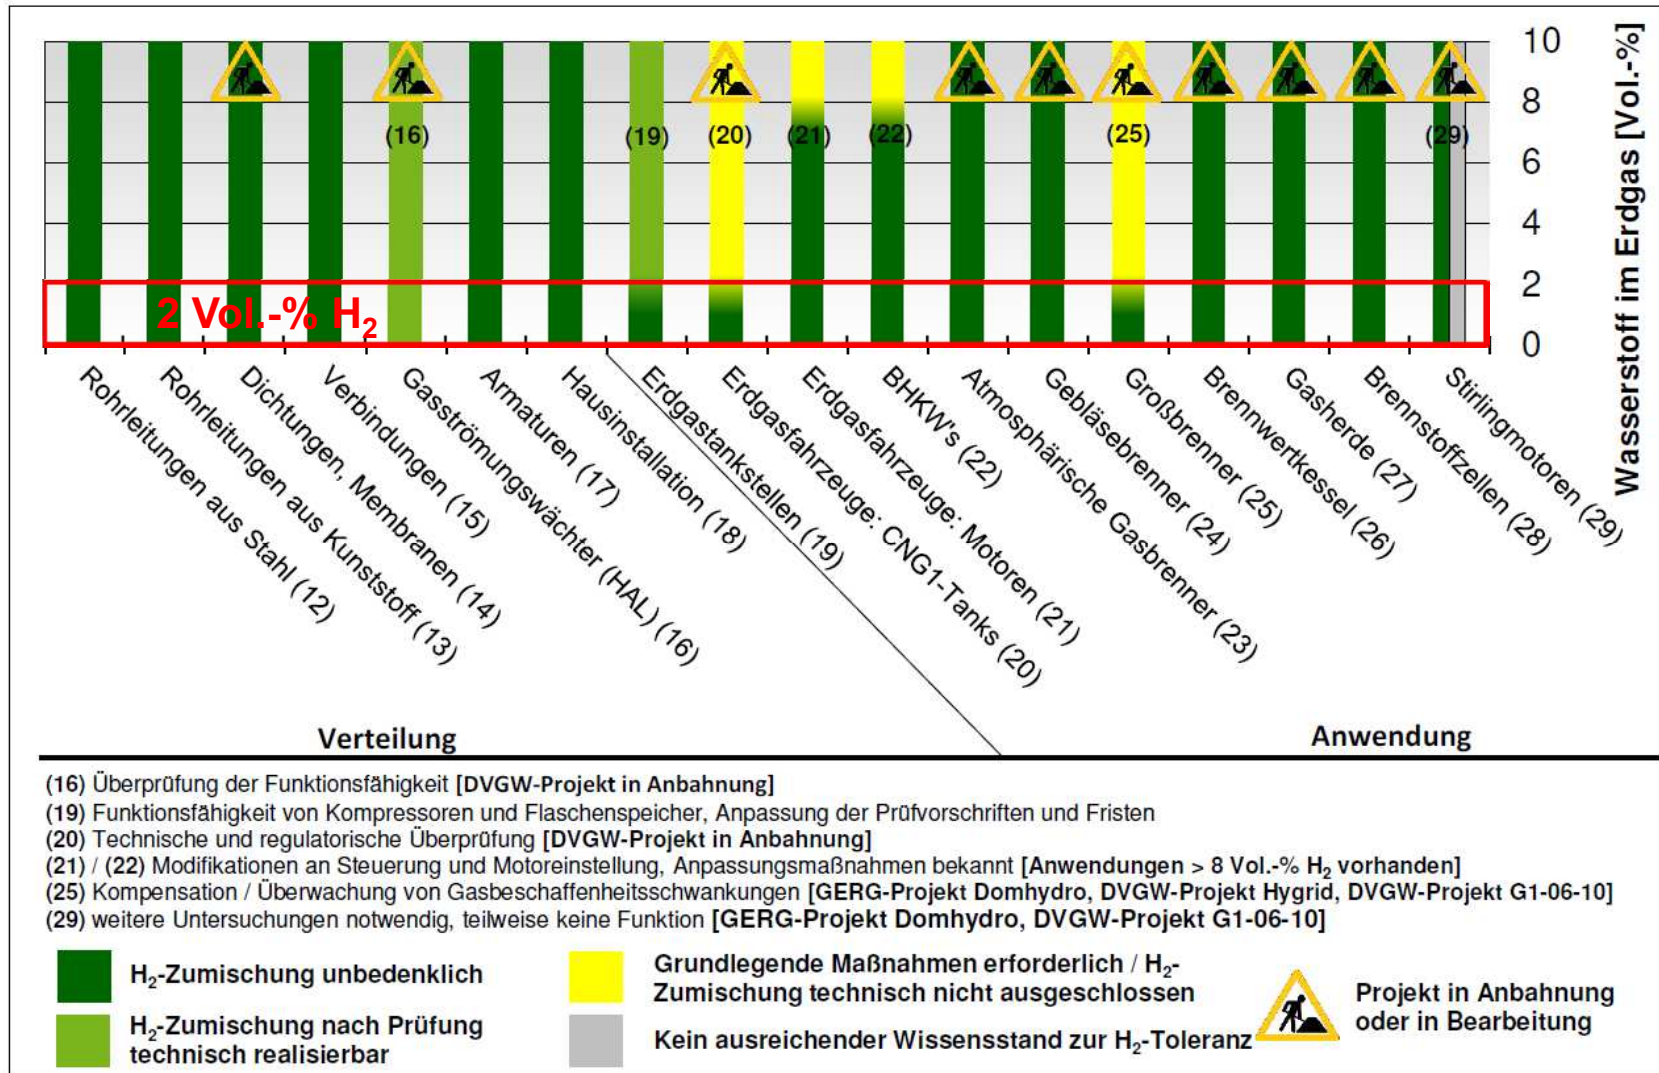 10
8
6
4
2
0
Wasserstoff im Erdgas [Vol.-%]
(16)
(19)
(20)
(21)
(22)
(25)
(29)
2 Vol.-% H₂
Rohrleitungen aus Stahl (12)
Rohrleitungen aus Kunststoff (13)
Dichtungen, Membranen (14)
Verbindungen (15)
Gasströmungswächter (HAL) (16)
Armaturen (17)
Hausinstallation (18)
Erdgastankstellen (19)
Erdgasfahrzeuge: CNG1-Tanks (20)
Erdgasfahrzeuge: Motoren (21)
BHKW's (22)
Atmosphärische Gasbrenner (23)
Gebläsebrenner (24)
Großbrenner (25)
Brennwertkessel (26)
Gasherde (27)
Brennstoffzellen (28)
Stirlingmotoren (29)
Verteilung
Anwendung
(16) Überprüfung der Funktionsfähigkeit [DVGW-Projekt in Anbahnung]
(19) Funktionsfähigkeit von Kompressoren und Flaschenspeicher, Anpassung der Prüfvorschriften und Fristen
(20) Technische und regulatorische Überprüfung [DVGW-Projekt in Anbahnung]
(21) / (22) Modifikationen an Steuerung und Motoreinstellung, Anpassungsmaßnahmen bekannt [Anwendungen > 8 Vol.-% H₂ vorhanden]
(25) Kompensation / Überwachung von Gasbeschaffenheitsschwankungen [GERG-Projekt Domhydro, DVGW-Projekt Hygrid, DVGW-Projekt G1-06-10]
(29) weitere Untersuchungen notwendig, teilweise keine Funktion [GERG-Projekt Domhydro, DVGW-Projekt G1-06-10]
H₂-Zumischung unbedenklich
H₂-Zumischung nach Prüfung
technisch realisierbar
Grundlegende Maßnahmen erforderlich / H₂-
Zumischung technisch nicht ausgeschlossen
Kein ausreichender Wissensstand zur H₂-Toleranz
Projekt in Anbahnung
oder in Bearbeitung